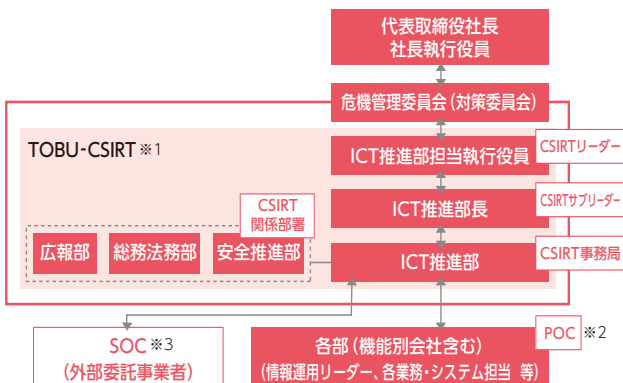 代表取締役社長
社長執行役員
危機管理委員会(対策委員会)
TOBU-CSIRT ※1
ICT推進部担当執行役員
CSIRTリーダー
ICT推進部長
CSIRTサブリーダー
CSIRT
関係部署
広報部
総務法務部
安全推進部
ICT推進部
CSIRT事務局
SOC ※3
(外部委託事業者)
各部(機能別会社含む)
(情報運用リーダー、各業務・システム担当 等)
POC ※2